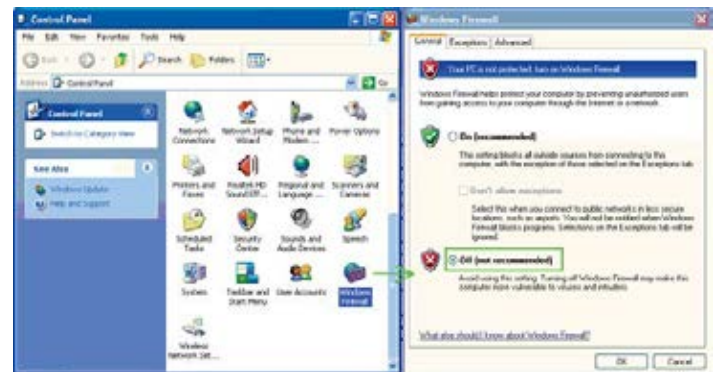 Control Panel
File Edit View Favorites Tools Help
Back Search Folders
Address Control Panel Go
Control Panel
Switch to Category View
See Also
Windows Update
Help and Support
Network Connections
Network Setup Wizard
Phone and Modem ...
Power Options
Printers and Faxes
Realtek HD Sound Eff...
Regional and Language ...
Scanners and Cameras
Scheduled Tasks
Security Center
Sounds and Audio Devices
Speech
System
Taskbar and Start Menu
User Accounts
Windows Firewall
Wireless Network Set...
Windows Firewall
General Exceptions Advanced
Your PC is not protected: turn on Windows Firewall
Windows Firewall helps protect your computer by preventing unauthorized users
from gaining access to your computer through the Internet or a network.
On (recommended)
This setting blocks all outside sources from connecting to this
computer, with the exception of those selected on the Exceptions tab.
Don't allow exceptions
Select this when you connect to public networks in less secure
locations, such as airports. You will not be notified when Windows
Firewall blocks programs. Selections on the Exceptions tab will be
ignored.
Off (not recommended)
Avoid using this setting. Turning off Windows Firewall may make this
computer more vulnerable to viruses and intruders.
What else should I know about Windows Firewall?
OK Cancel